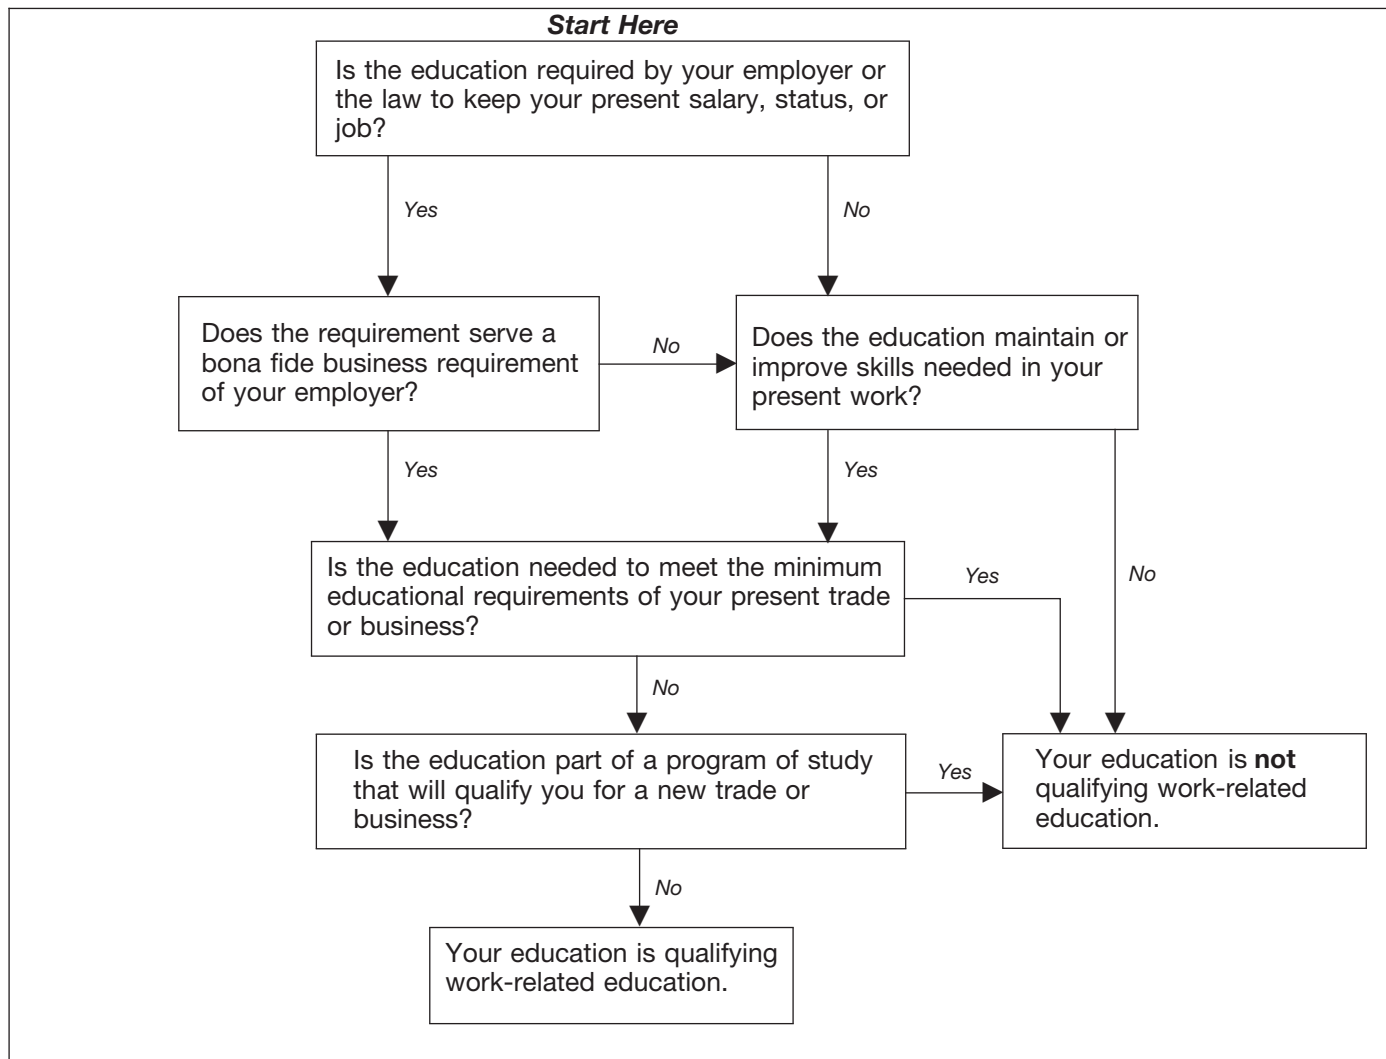 Start Here
Is the education required by your employer or
the law to keep your present salary, status, or
job?
Yes
No
Does the requirement serve a
bona fide business requirement
of your employer?
No
Does the education maintain or
improve skills needed in your
present work?
Yes
Yes
No
Is the education needed to meet the minimum
educational requirements of your present trade
or business?
Yes
No
Is the education part of a program of study
that will qualify you for a new trade or
business?
Yes
Your education is not
qualifying work-related
education.
No
Your education is qualifying
work-related education.